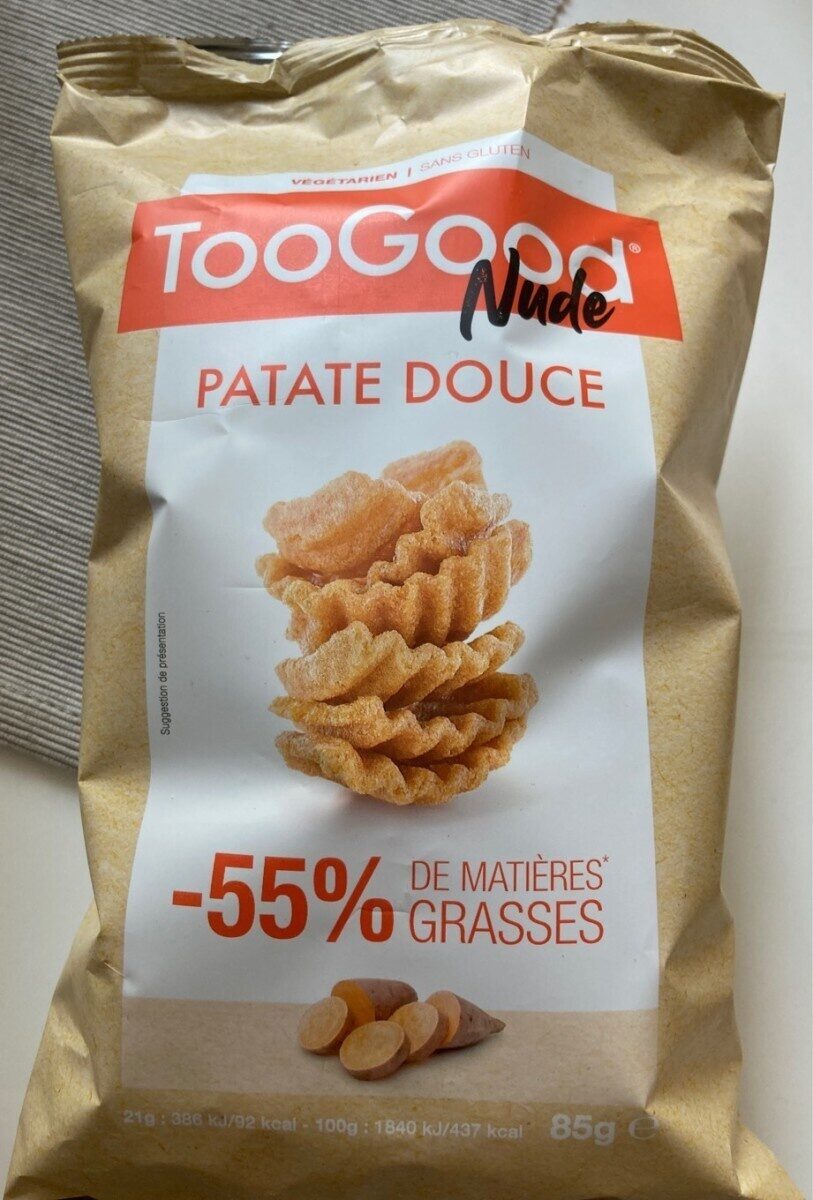 VÉGÉTARIEN | SANS GLUTEN
TooGood®
Nude
PATATE DOUCE
Suggestion de présentation
-55% DE MATIÈRES*
GRASSES
21g : 386 kJ/92 kcal - 100g : 1840 kJ/437 kcal 85g ℮